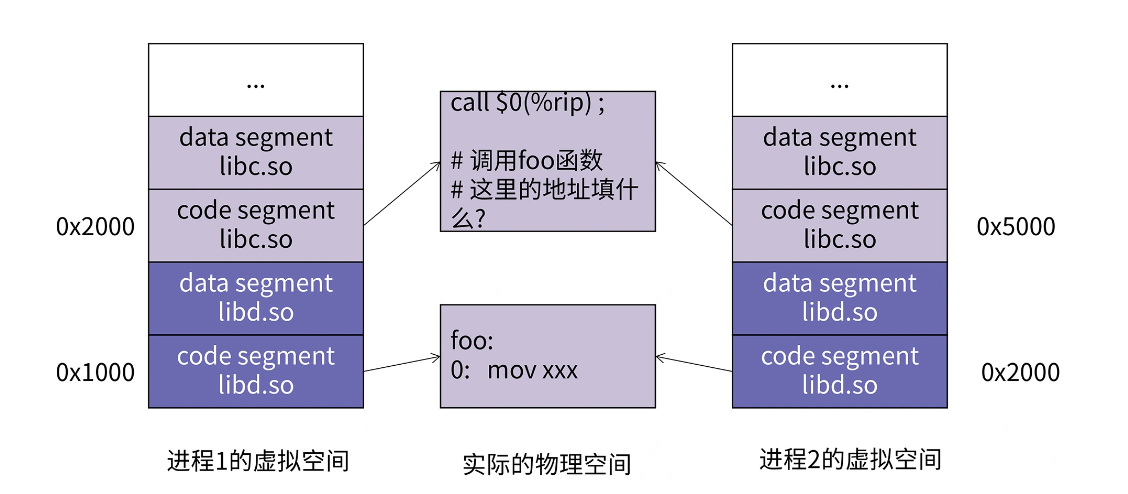 ...
data segment
libc.so
0x2000
code segment
libc.so
data segment
libd.so
0x1000
code segment
libd.so
进程1的虚拟空间
call $0(%rip) ;
# 调用foo函数
# 这里的地址填什
么?
foo:
0: mov xxx
实际的物理空间
...
data segment
libc.so
code segment
libc.so
0x5000
data segment
libd.so
code segment
libd.so
0x2000
进程2的虚拟空间